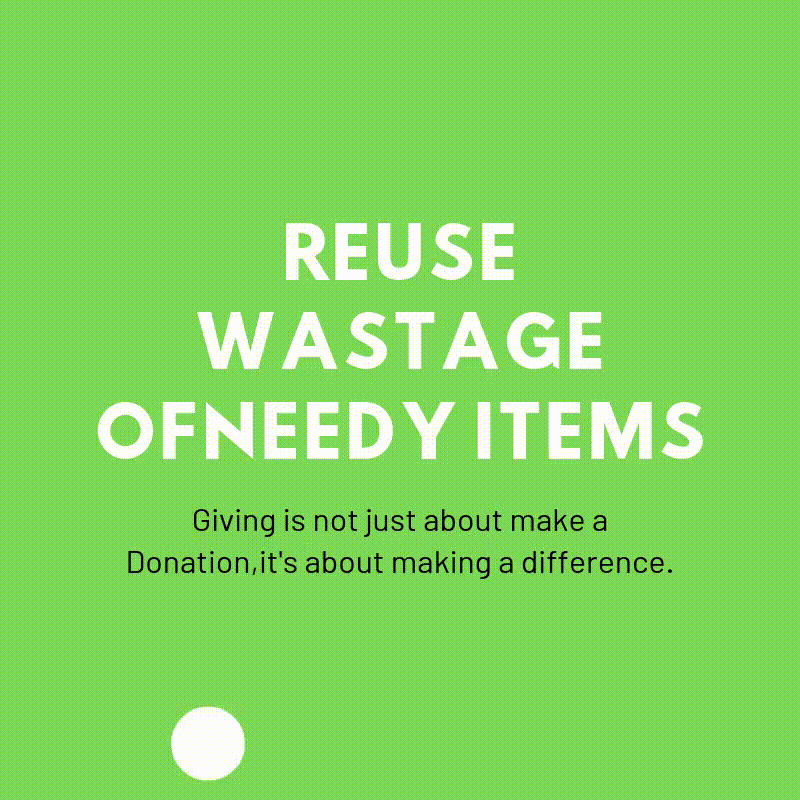 REUSE
WASTAGE
OFNEEDY ITEMS
Giving is not just about make a
Donation,it's about making a difference.